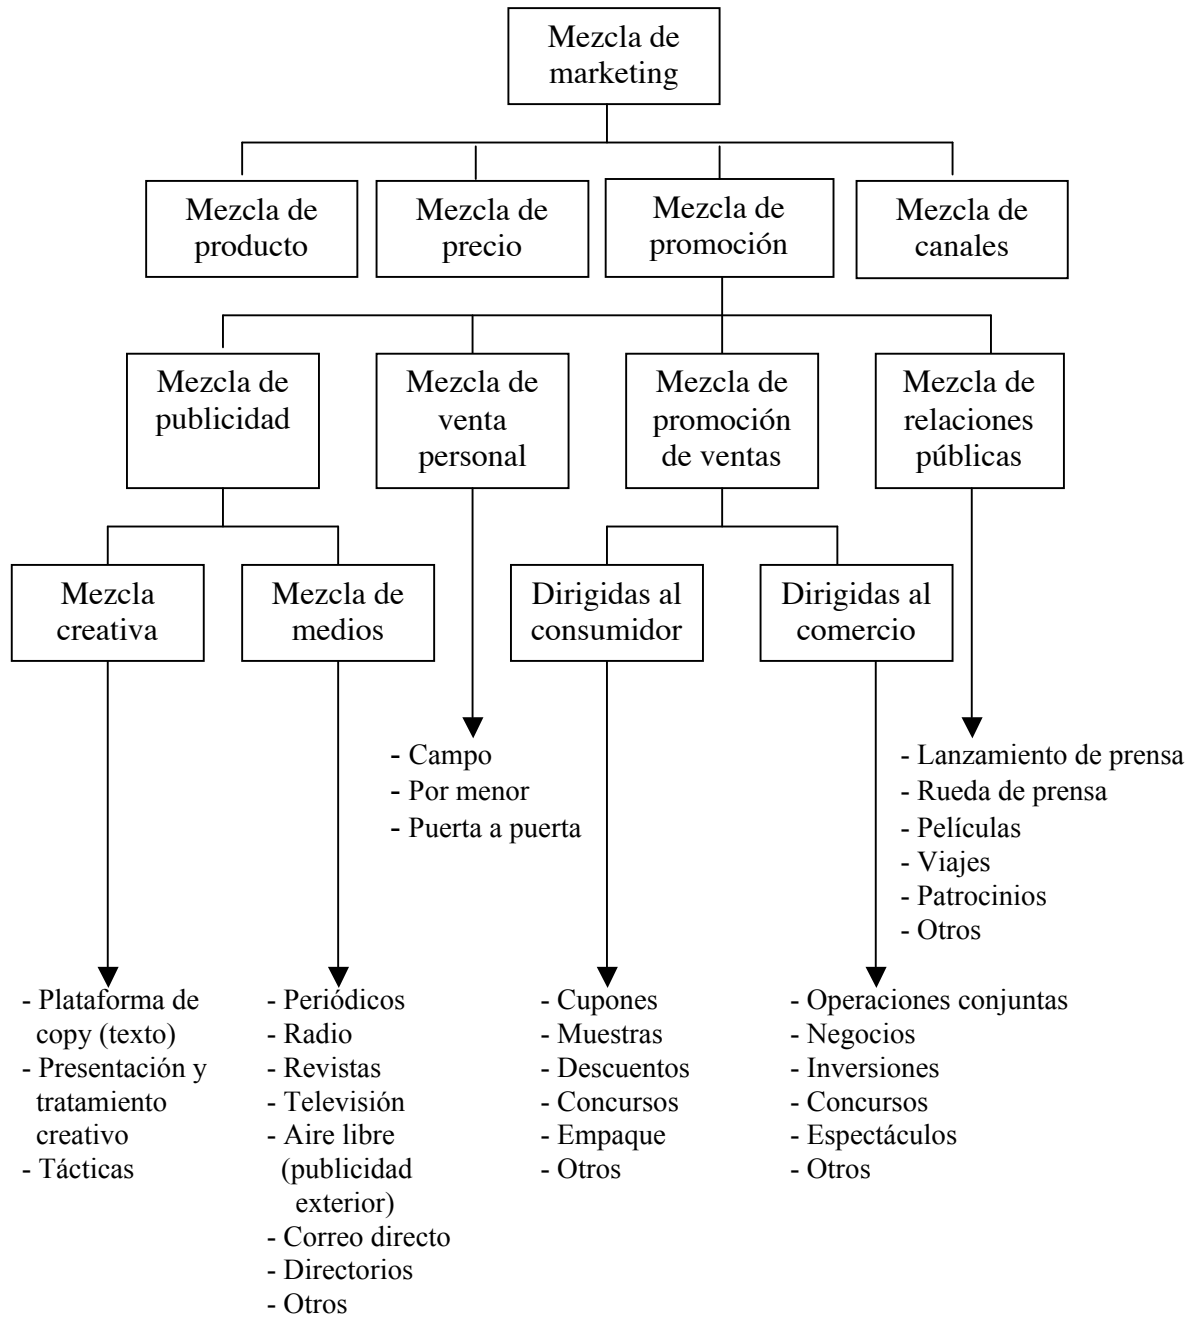 Mezcla de
marketing
Mezcla de
producto
Mezcla de
precio
Mezcla de
promoción
Mezcla de
canales
Mezcla de
publicidad
Mezcla de
venta
personal
Mezcla de
promoción
de ventas
Mezcla de
relaciones
públicas
Mezcla
creativa
Mezcla de
medios
Dirigidas al
consumidor
Dirigidas al
comercio
- Campo
- Por menor
- Puerta a puerta
- Lanzamiento de prensa
- Rueda de prensa
- Películas
- Viajes
- Patrocinios
- Otros
- Plataforma de
copy (texto)
- Presentación y
tratamiento
creativo
- Tácticas
- Periódicos
- Radio
- Revistas
- Televisión
- Aire libre
(publicidad
exterior)
- Correo directo
- Directorios
- Otros
- Cupones
- Muestras
- Descuentos
- Concursos
- Empaque
- Otros
- Operaciones conjuntas
- Negocios
- Inversiones
- Concursos
- Espectáculos
- Otros